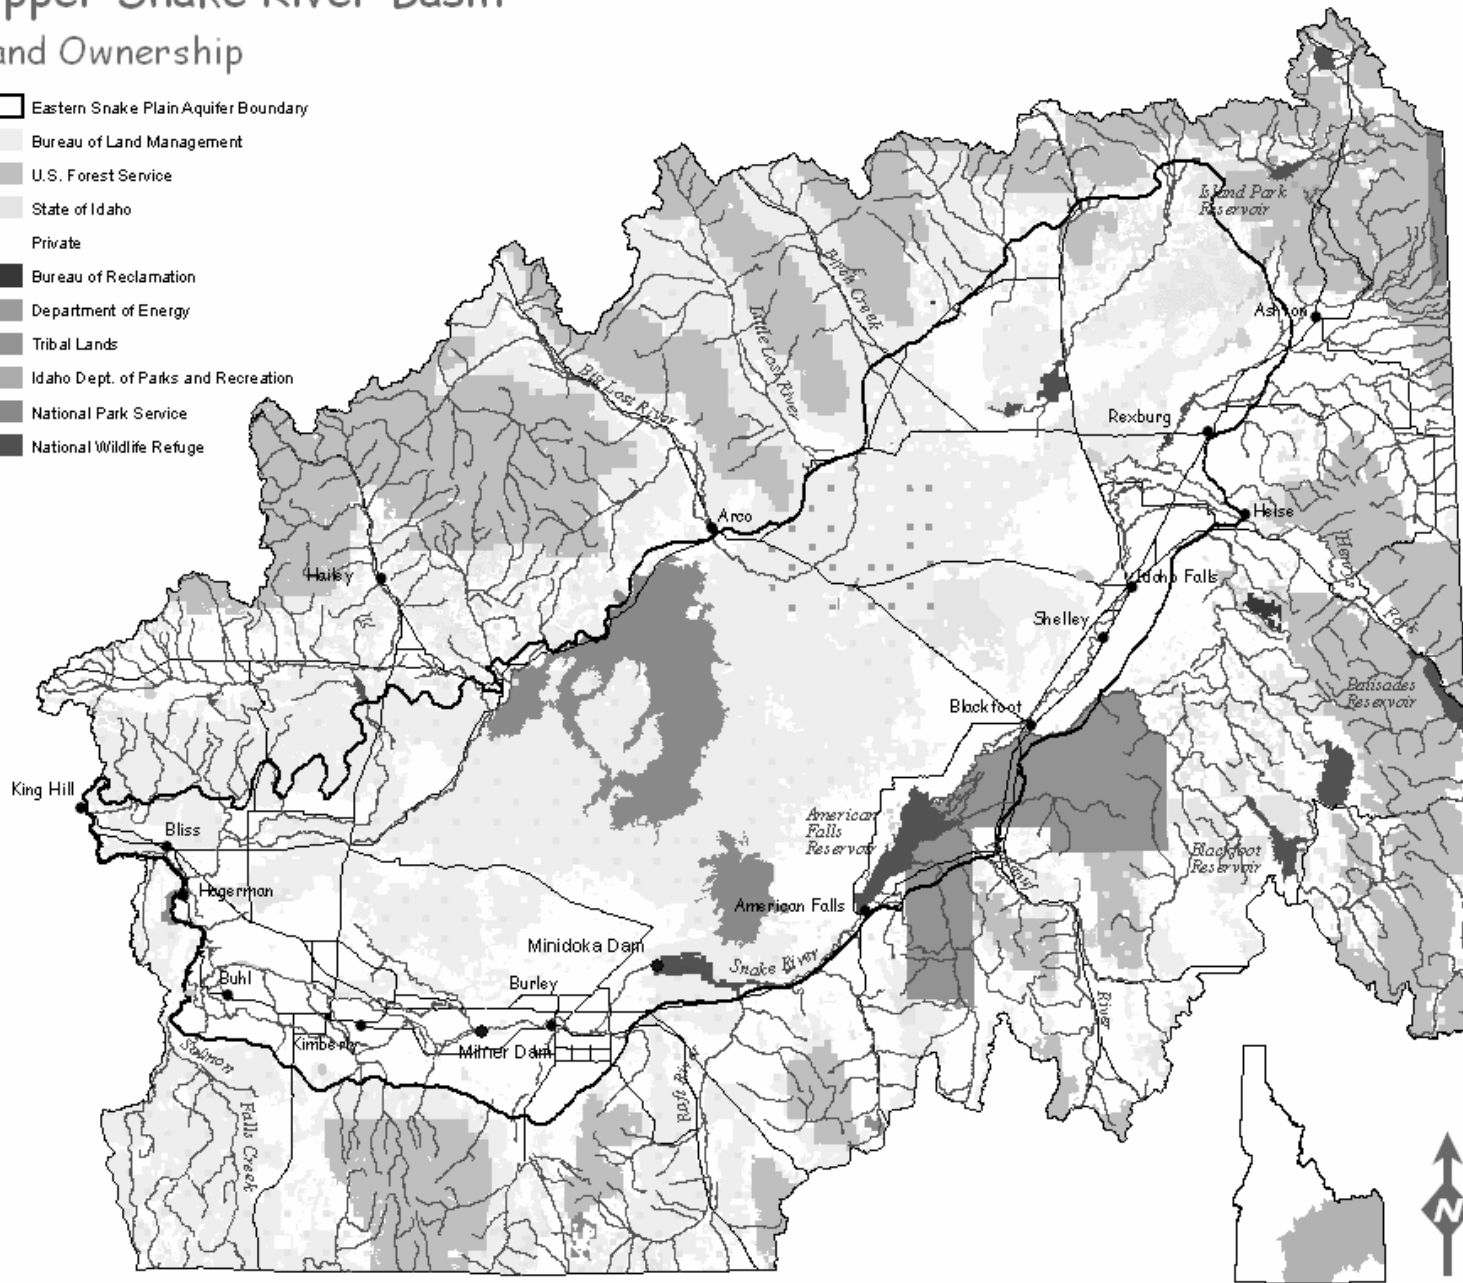 pper Snake River Basin
and Ownership
Eastern Snake Plain Aquifer Boundary
Bureau of Land Management
U.S. Forest Service
State of Idaho
Private
Bureau of Reclamation
Department of Energy
Tribal Lands
Idaho Dept. of Parks and Recreation
National Park Service
National Wildlife Refuge
Island Park
Reservoir
Birch Creek
Ashton
Little Lost River
Big Lost River
Rexburg
Arco
Heise
Henrys
Fork
Hailey
Idaho Falls
Shelley
Palisades
Reservoir
Blackfoot
King Hill
American
Falls
Reservoir
Bliss
Blackfoot
Reservoir
Hagerman
American Falls
Minidoka Dam
Snake River
Buhl
Burley
River
Kimberly
Milner Dam
Salmon
Falls Creek
Raft River
N